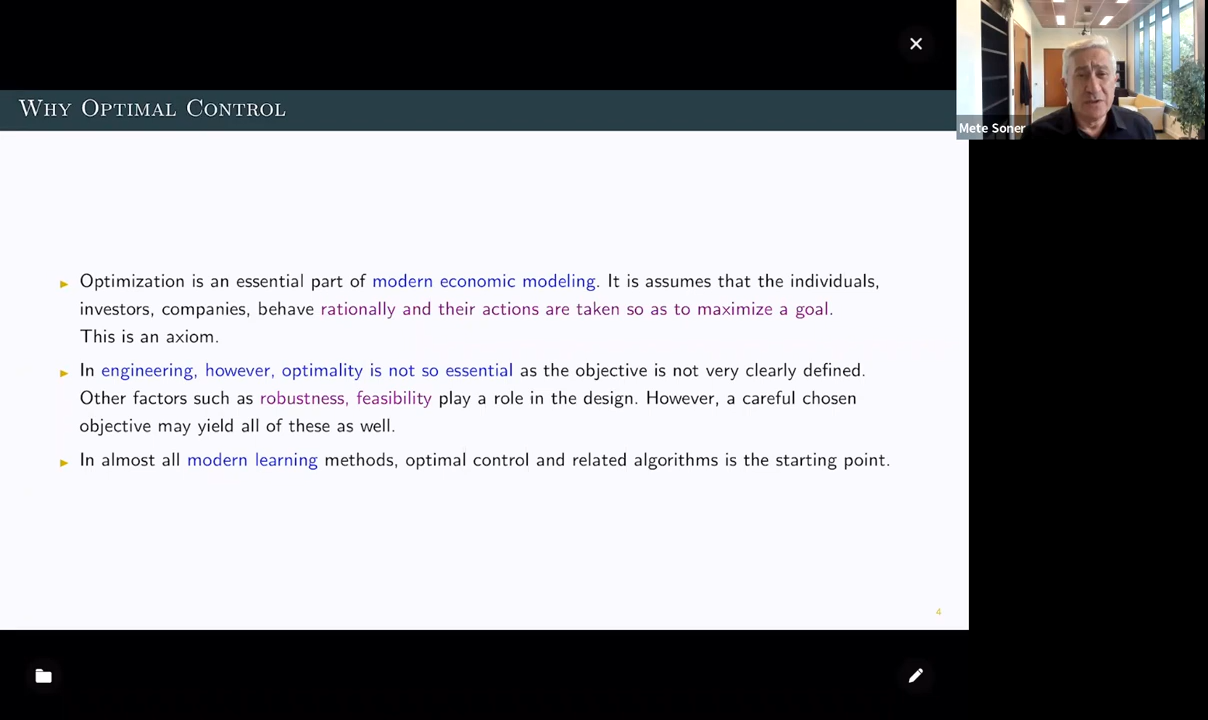 WHY OPTIMAL CONTROL
Mete Soner
Optimization is an essential part of modern economic modeling. It is assumes that the individuals,
investors, companies, behave rationally and their actions are taken so as to maximize a goal.
This is an axiom.
In engineering, however, optimality is not so essential as the objective is not very clearly defined.
Other factors such as robustness, feasibility play a role in the design. However, a careful chosen
objective may yield all of these as well.
In almost all modern learning methods, optimal control and related algorithms is the starting point.
4